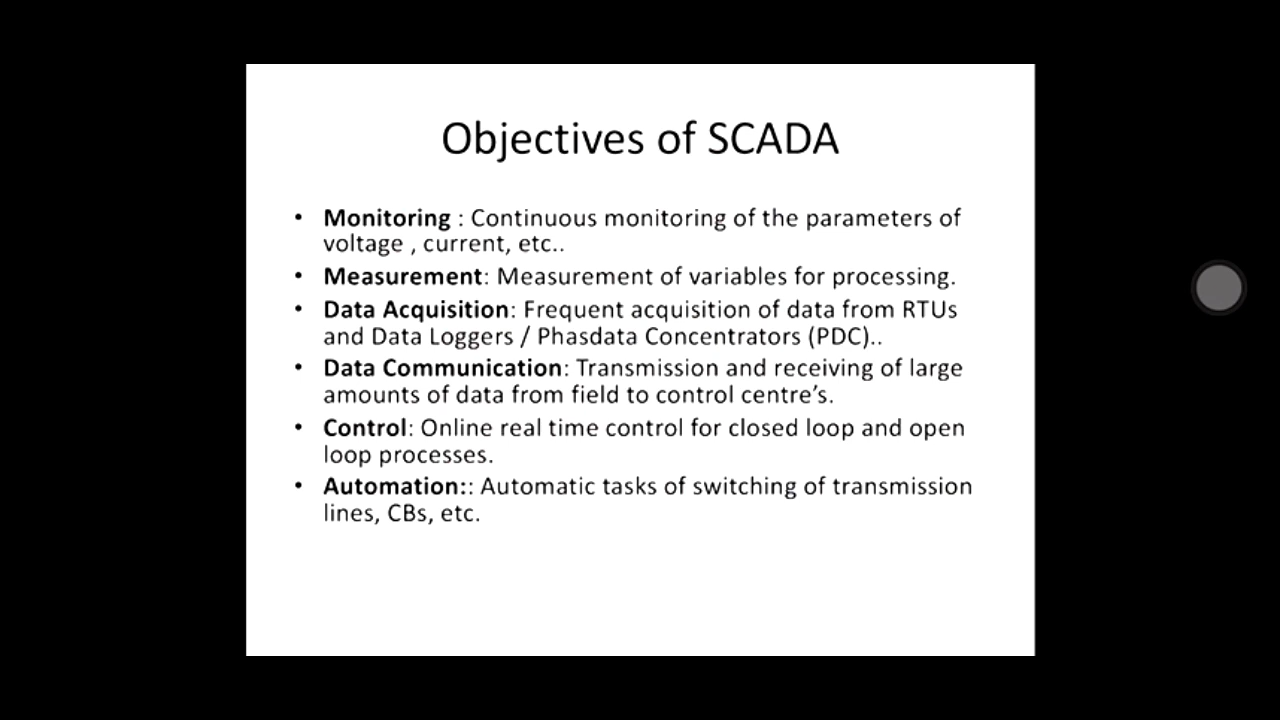 Objectives of SCADA
• Monitoring : Continuous monitoring of the parameters of
voltage , current, etc..
• Measurement: Measurement of variables for processing.
• Data Acquisition: Frequent acquisition of data from RTUs
and Data Loggers / Phasdata Concentrators (PDC)..
• Data Communication: Transmission and receiving of large
amounts of data from field to control centre’s.
• Control: Online real time control for closed loop and open
loop processes.
• Automation:: Automatic tasks of switching of transmission
lines, CBs, etc.